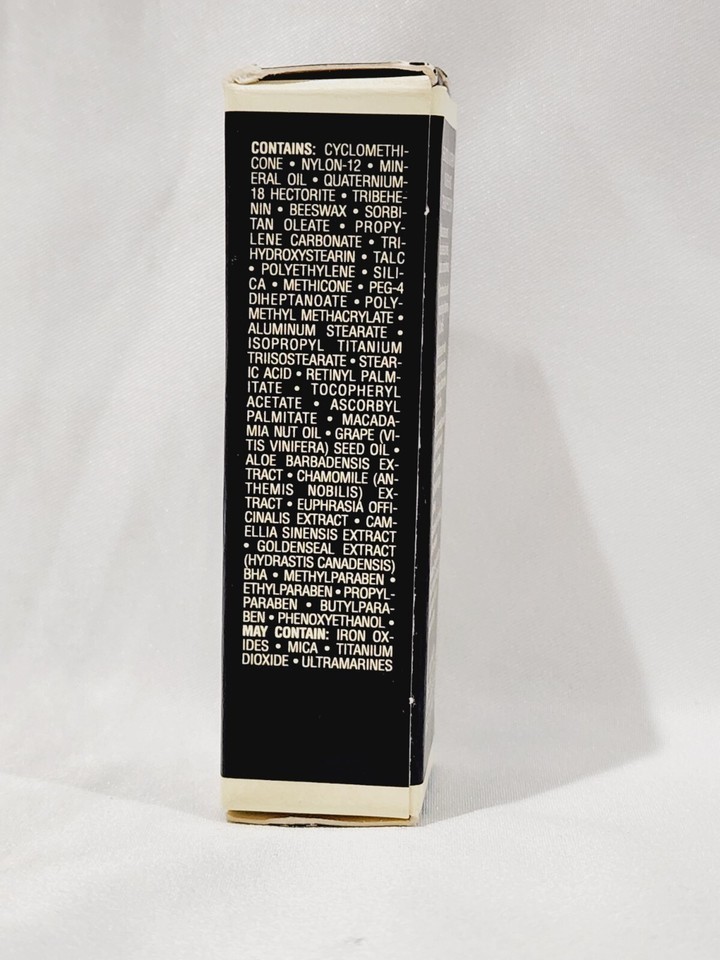 CONTAINS: CYCLOMETHI-
CONE • NYLON-12 • MIN-
ERAL OIL • QUATERNIUM-
18 HECTORITE • TRIBEHE-
NIN • BEESWAX • SORBI-
TAN OLEATE • PROPY-
LENE CARBONATE • TRI-
HYDROXYSTEARIN • TALC
• POLYETHYLENE • SILI-
CA • METHICONE • PEG-4
DIHEPTANOATE • POLY-
METHYL METHACRYLATE •
ALUMINUM STEARATE •
ISOPROPYL TITANIUM
TRIISOSTEARATE • STEAR-
IC ACID • RETINYL PALM-
ITATE • TOCOPHERYL
ACETATE • ASCORBYL
PALMITATE • MACADA-
MIA NUT OIL • GRAPE (VI-
TIS VINIFERA) SEED OIL •
ALOE BARBADENSIS EX-
TRACT • CHAMOMILE (AN-
THEMIS NOBILIS) EX-
TRACT • EUPHRASIA OFFI-
CINALIS EXTRACT • CAM-
ELLIA SINENSIS EXTRACT
• GOLDENSEAL EXTRACT
(HYDRASTIS CANADENSIS)
BHA • METHYLPARABEN •
ETHYLPARABEN • PROPYL-
PARABEN • BUTYLPARA-
BEN • PHENOXYETHANOL •
MAY CONTAIN: IRON OX-
IDES • MICA • TITANIUM
DIOXIDE • ULTRAMARINES